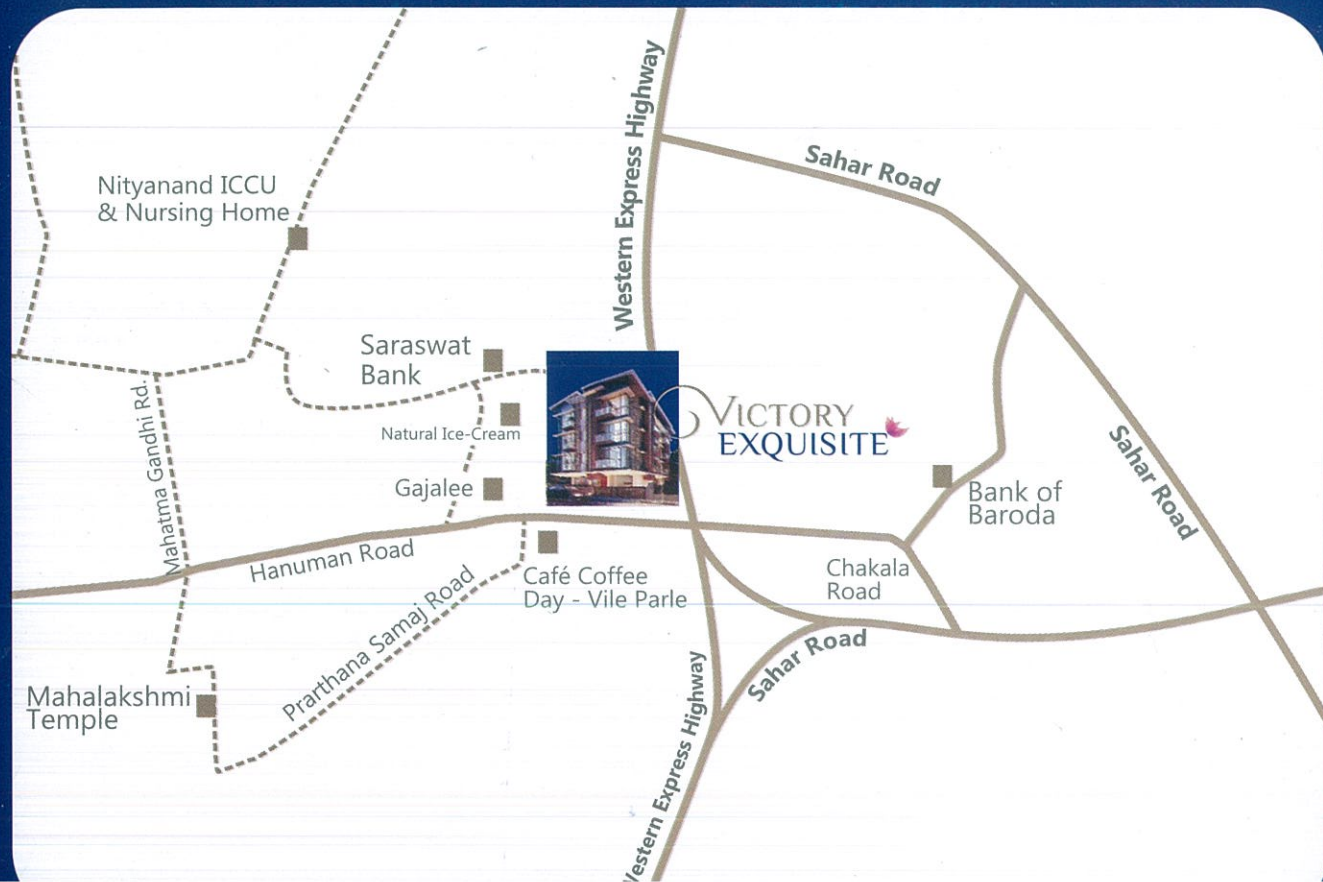 Western Express Highway
Sahar Road
Nityanand ICCU
& Nursing Home
Saraswat
Bank
Natural Ice-Cream
Gajalee
VICTORY
EXQUISITE
Mahatma Gandhi Rd.
Hanuman Road
Café Coffee
Day - Vile Parle
Prarthana Samaj Road
Mahalakshmi
Temple
Bank of
Baroda
Chakala
Road
Sahar Road
Sahar Road
Western Express Highway